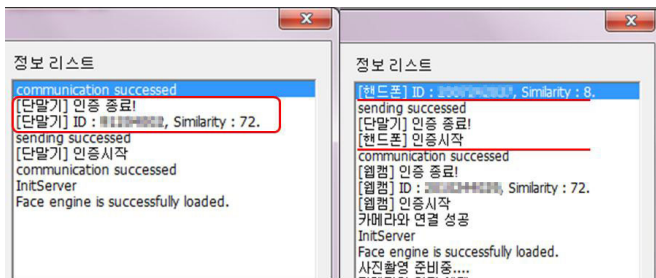 정보 리스트
communication successed
[단말기] 인증 종료!
[단말기] ID : , Similarity : 72.
sending successed
[단말기] 인증시작
communication successed
InitServer
Face engine is successfully loaded.
정보 리스트
[핸드폰] ID : , Similarity : 8.
sending successed
[단말기] 인증 종료!
[핸드폰] 인증시작
communication successed
[웹캠] 인증 종료!
[웹캠] ID : , Similarity : 72.
[웹캠] 인증시작
카메라와 연결 성공
InitServer
Face engine is successfully loaded.
사진촬영 준비중....